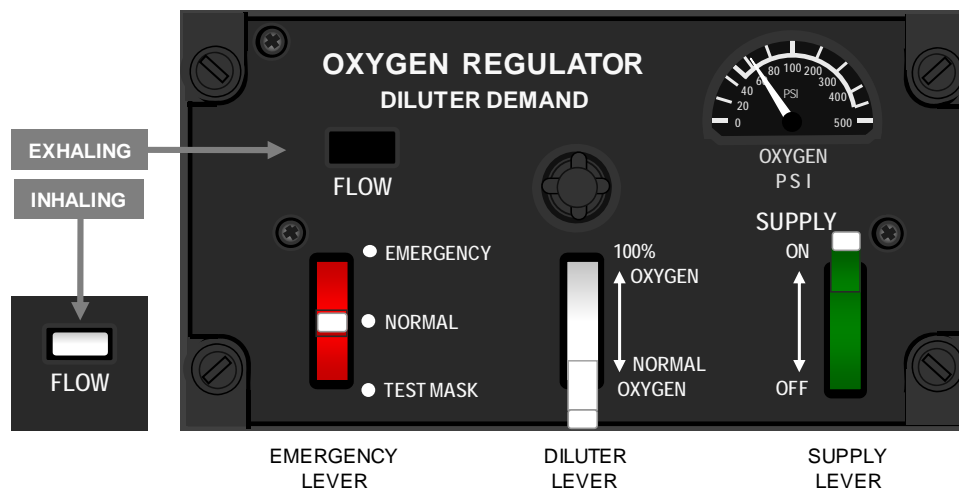 OXYGEN REGULATOR
DILUTER DEMAND
EXHALING
INHALING
FLOW
FLOW
0
20
40
60
80
100
200
300
400
500
PSI
OXYGEN
PSI
EMERGENCY
NORMAL
TEST MASK
100%
OXYGEN
NORMAL
OXYGEN
SUPPLY
ON
OFF
EMERGENCY
LEVER
DILUTER
LEVER
SUPPLY
LEVER